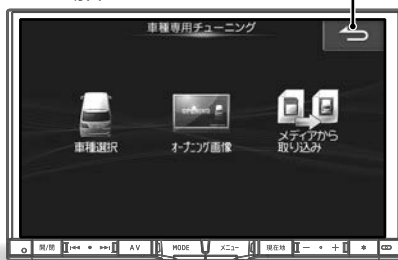 車種専用チューニング
車種選択
オープニング画像
メディアから
取り込み
開/閉
AV
MODE
メニュー
現在地